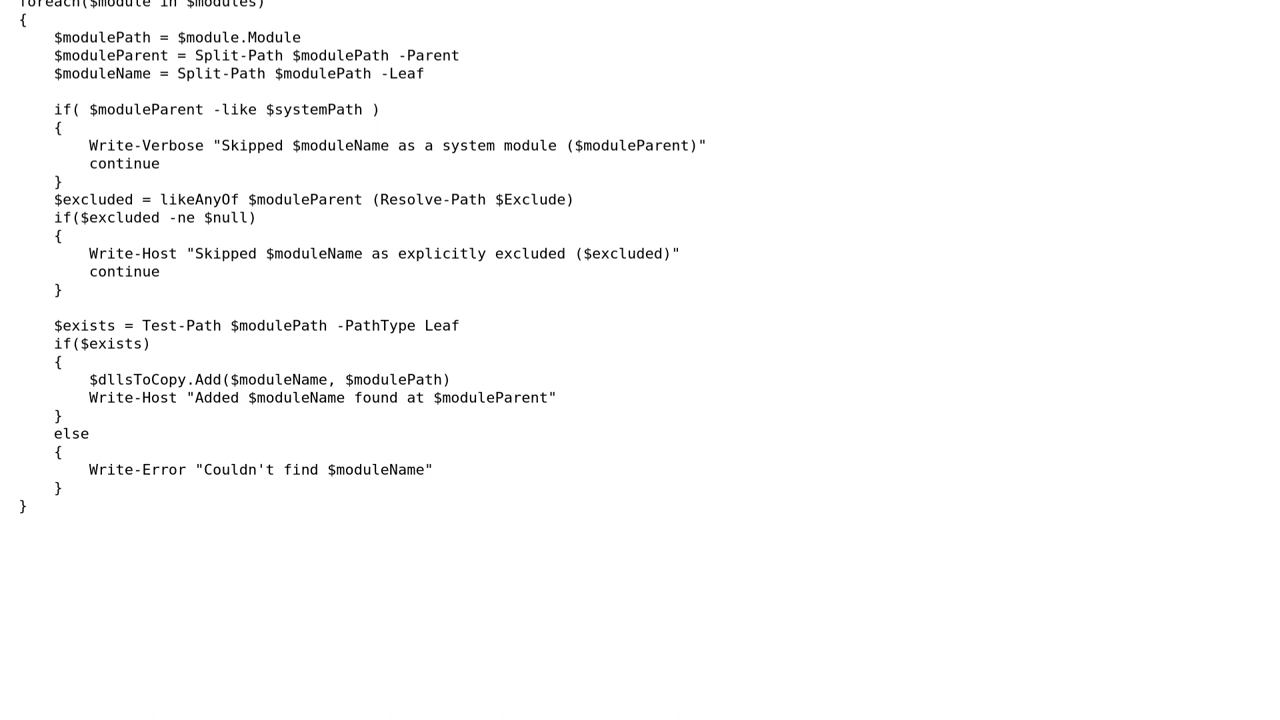 foreach($module in $modules)
{
    $modulePath = $module.Module
    $moduleParent = Split-Path $modulePath -Parent
    $moduleName = Split-Path $modulePath -Leaf

    if( $moduleParent -like $systemPath )
    {
        Write-Verbose "Skipped $moduleName as a system module ($moduleParent)"
        continue
    }
    $excluded = likeAnyOf $moduleParent (Resolve-Path $Exclude)
    if($excluded -ne $null)
    {
        Write-Host "Skipped $moduleName as explicitly excluded ($excluded)"
        continue
    }

    $exists = Test-Path $modulePath -PathType Leaf
    if($exists)
    {
        $dllsToCopy.Add($moduleName, $modulePath)
        Write-Host "Added $moduleName found at $moduleParent"
    }
    else
    {
        Write-Error "Couldn't find $moduleName"
    }
}